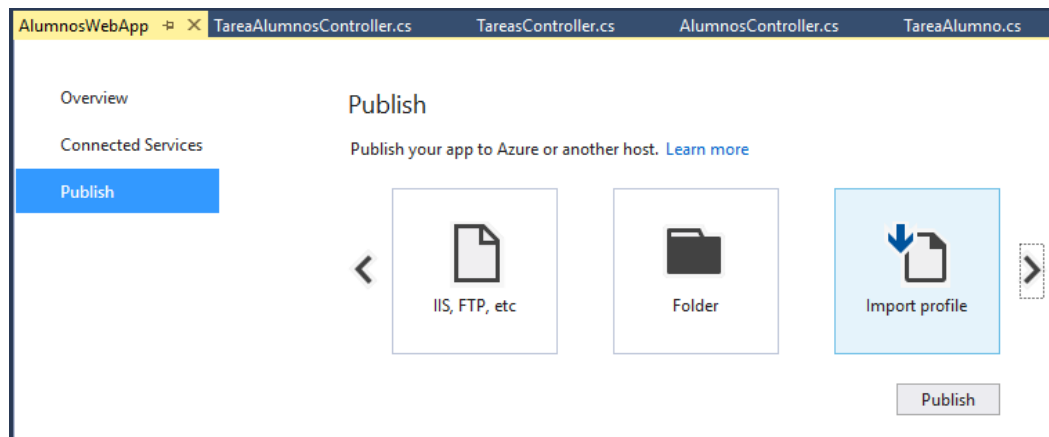 AlumnosWebApp TareaAlumnosController.cs TareasController.cs AlumnosController.cs TareaAlumno.cs
Overview
Connected Services
Publish
Publish
Publish your app to Azure or another host. Learn more
IIS, FTP, etc
Folder
Import profile
Publish